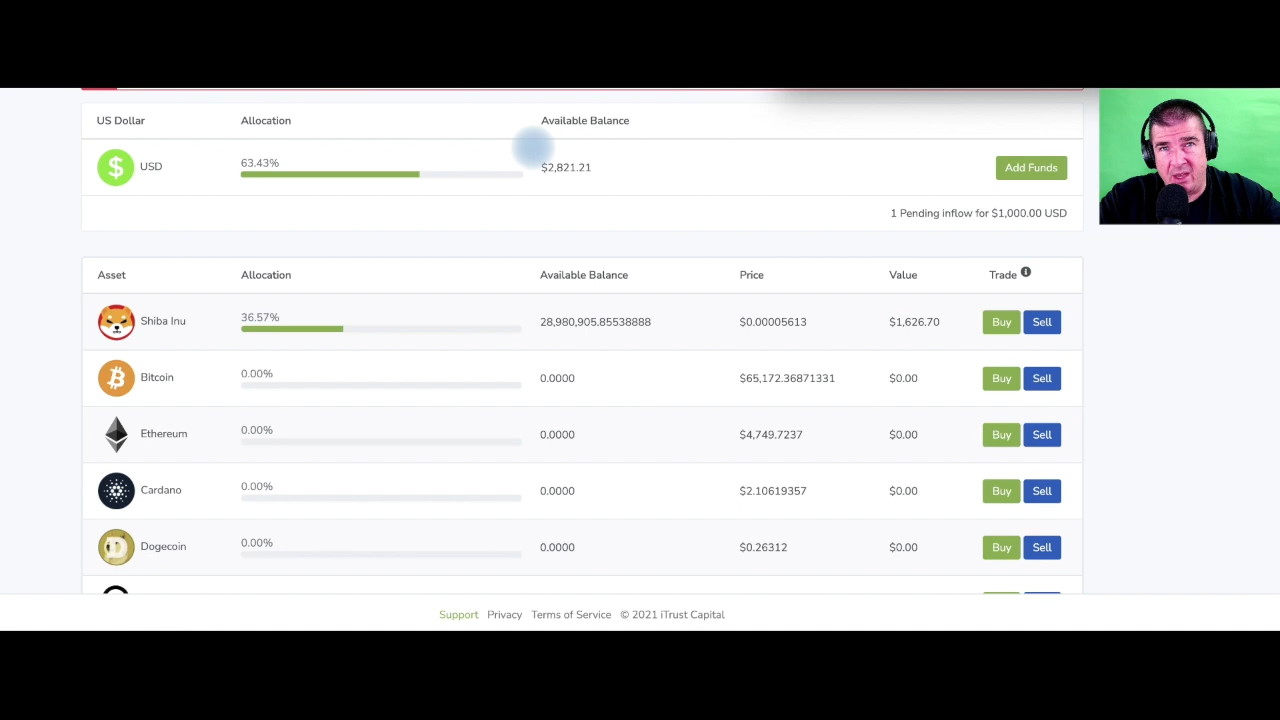 US Dollar Allocation Available Balance
USD 63.43% $2,821.21 Add Funds
1 Pending inflow for $1,000.00 USD
Asset Allocation Available Balance Price Value Trade
Shiba Inu 36.57% 28,980,905.85538888 $0.00005613 $1,626.70 Buy Sell
Bitcoin 0.00% 0.0000 $65,172.36871331 $0.00 Buy Sell
Ethereum 0.00% 0.0000 $4,749.7237 $0.00 Buy Sell
Cardano 0.00% 0.0000 $2.10619357 $0.00 Buy Sell
Dogecoin 0.00% 0.0000 $0.26312 $0.00 Buy Sell
Support Privacy Terms of Service © 2021 iTrust Capital